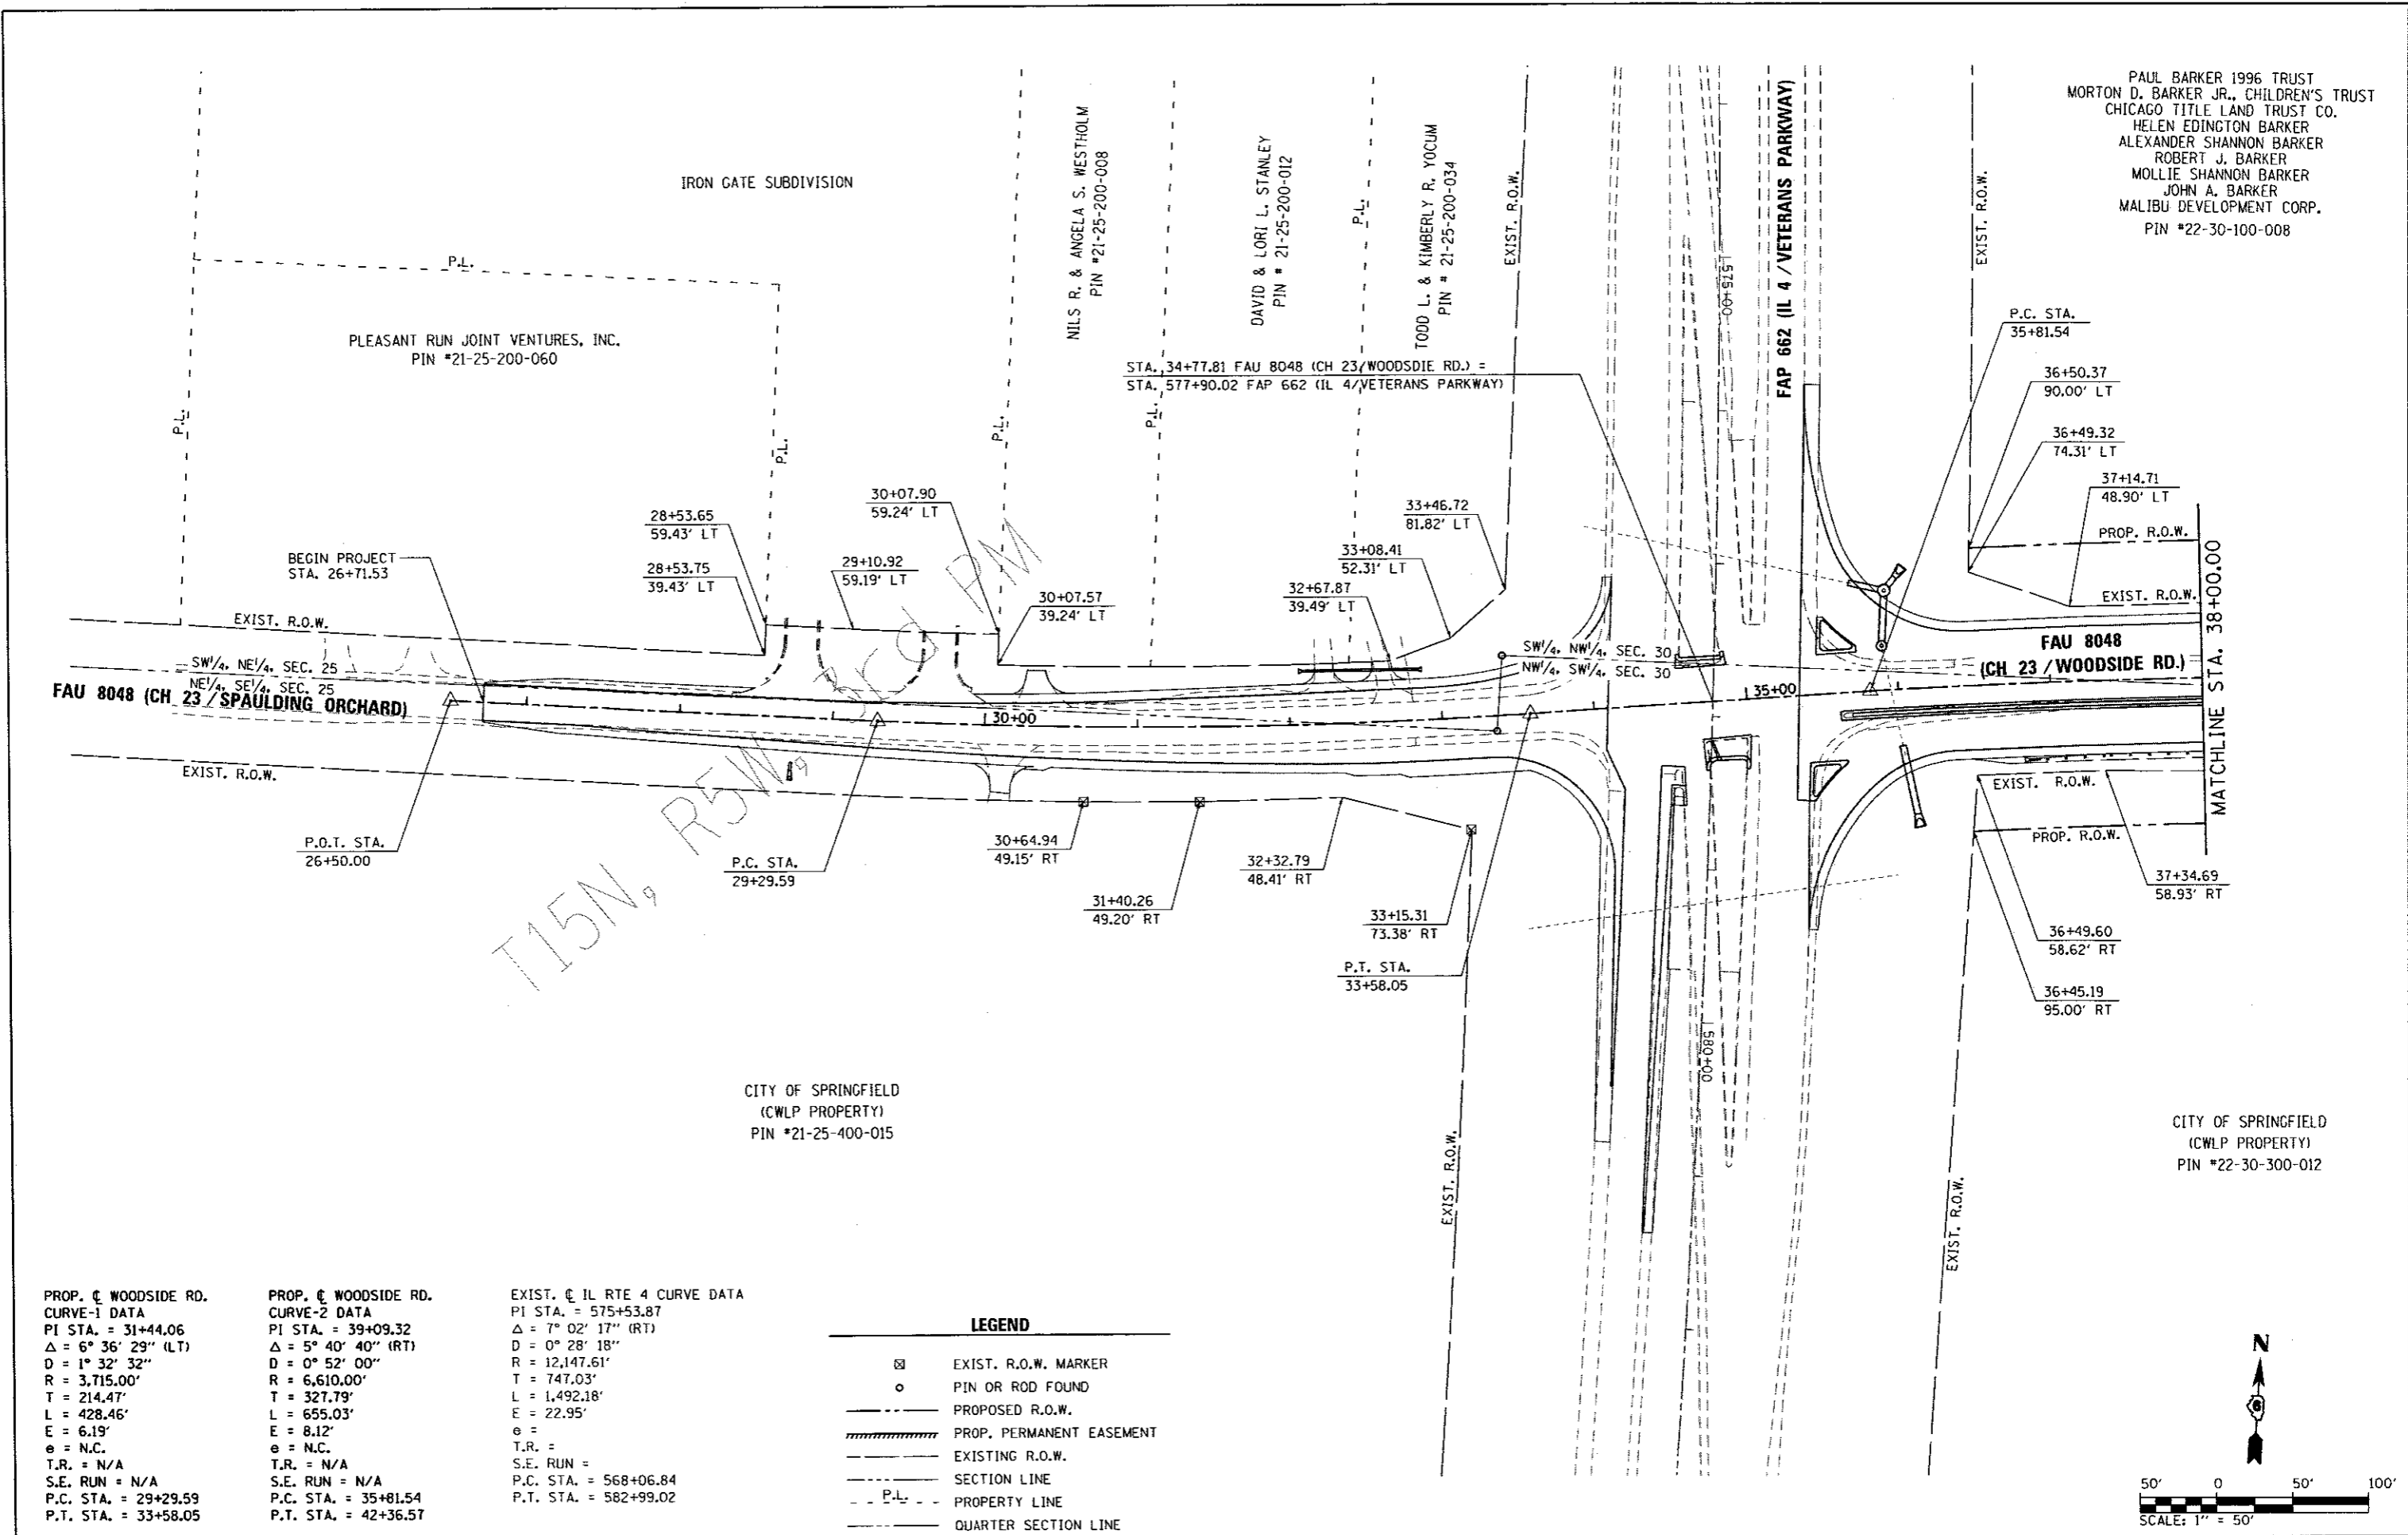 PAUL BARKER 1996 TRUST
MORTON D. BARKER JR., CHILDREN'S TRUST
CHICAGO TITLE LAND TRUST CO.
HELEN EDINGTON BARKER
ALEXANDER SHANNON BARKER
ROBERT J. BARKER
MOLLIE SHANNON BARKER
JOHN A. BARKER
MALIBU DEVELOPMENT CORP.
PIN #22-30-100-008
IRON GATE SUBDIVISION
NILS R. & ANGELA S. WESTHOLM
PIN #21-25-200-008
DAVID & LORI L. STANLEY
PIN # 21-25-200-012
TODD L. & KIMBERLY R. YOCUM
PIN # 21-25-200-034
P.L.
P.L.
P.L.
P.L.
P.L.
P.L.
EXIST. R.O.W.
575+00
FAP 662 (IL 4 / VETERANS PARKWAY)
EXIST. R.O.W.
PLEASANT RUN JOINT VENTURES, INC.
PIN #21-25-200-060
STA. 34+77.81 FAU 8048 (CH 23/WOODSDIE RD.) =
STA. 577+90.02 FAP 662 (IL 4/VETERANS PARKWAY)
P.C. STA.
35+81.54
36+50.37
90.00' LT
36+49.32
74.31' LT
37+14.71
48.90' LT
28+53.65
59.43' LT
28+53.75
39.43' LT
30+07.90
59.24' LT
29+10.92
59.19' LT
30+07.57
39.24' LT
33+46.72
81.82' LT
33+08.41
52.31' LT
32+67.87
39.49' LT
BEGIN PROJECT
STA. 26+71.53
PROP. R.O.W.
EXIST. R.O.W.
MATCHLINE STA. 38+00.00
EXIST. R.O.W.
SW¼, NE¼, SEC. 25
NE¼, SE¼, SEC. 25
FAU 8048 (CH 23 / SPAULDING ORCHARD)
SW¼, NW¼, SEC. 30
NW¼, SW¼, SEC. 30
FAU 8048
(CH 23 / WOODSIDE RD.)
30+00
35+00
T15N, R5W, 3rd PM
EXIST. R.O.W.
EXIST. R.O.W.
PROP. R.O.W.
P.O.T. STA.
26+50.00
P.C. STA.
29+29.59
30+64.94
49.15' RT
31+40.26
49.20' RT
32+32.79
48.41' RT
33+15.31
73.38' RT
P.T. STA.
33+58.05
37+34.69
58.93' RT
36+49.60
58.62' RT
36+45.19
95.00' RT
580+00
CITY OF SPRINGFIELD
(CWLP PROPERTY)
PIN #21-25-400-015
EXIST. R.O.W.
EXIST. R.O.W.
CITY OF SPRINGFIELD
(CWLP PROPERTY)
PIN #22-30-300-012
PROP. ℄ WOODSIDE RD.
CURVE-1 DATA
PI STA. = 31+44.06
Δ = 6° 36' 29'' (LT)
D = 1° 32' 32''
R = 3,715.00'
T = 214.47'
L = 428.46'
E = 6.19'
e = N.C.
T.R. = N/A
S.E. RUN = N/A
P.C. STA. = 29+29.59
P.T. STA. = 33+58.05
PROP. ℄ WOODSIDE RD.
CURVE-2 DATA
PI STA. = 39+09.32
Δ = 5° 40' 40'' (RT)
D = 0° 52' 00''
R = 6,610.00'
T = 327.79'
L = 655.03'
E = 8.12'
e = N.C.
T.R. = N/A
S.E. RUN = N/A
P.C. STA. = 35+81.54
P.T. STA. = 42+36.57
EXIST. ℄ IL RTE 4 CURVE DATA
PI STA. = 575+53.87
Δ = 7° 02' 17'' (RT)
D = 0° 28' 18''
R = 12,147.61'
T = 747.03'
L = 1,492.18'
E = 22.95'
e =
T.R. =
S.E. RUN =
P.C. STA. = 568+06.84
P.T. STA. = 582+99.02
LEGEND
EXIST. R.O.W. MARKER
PIN OR ROD FOUND
PROPOSED R.O.W.
PROP. PERMANENT EASEMENT
EXISTING R.O.W.
SECTION LINE
P.L. PROPERTY LINE
QUARTER SECTION LINE
N
6
50' 0 50' 100'
SCALE: 1'' = 50'